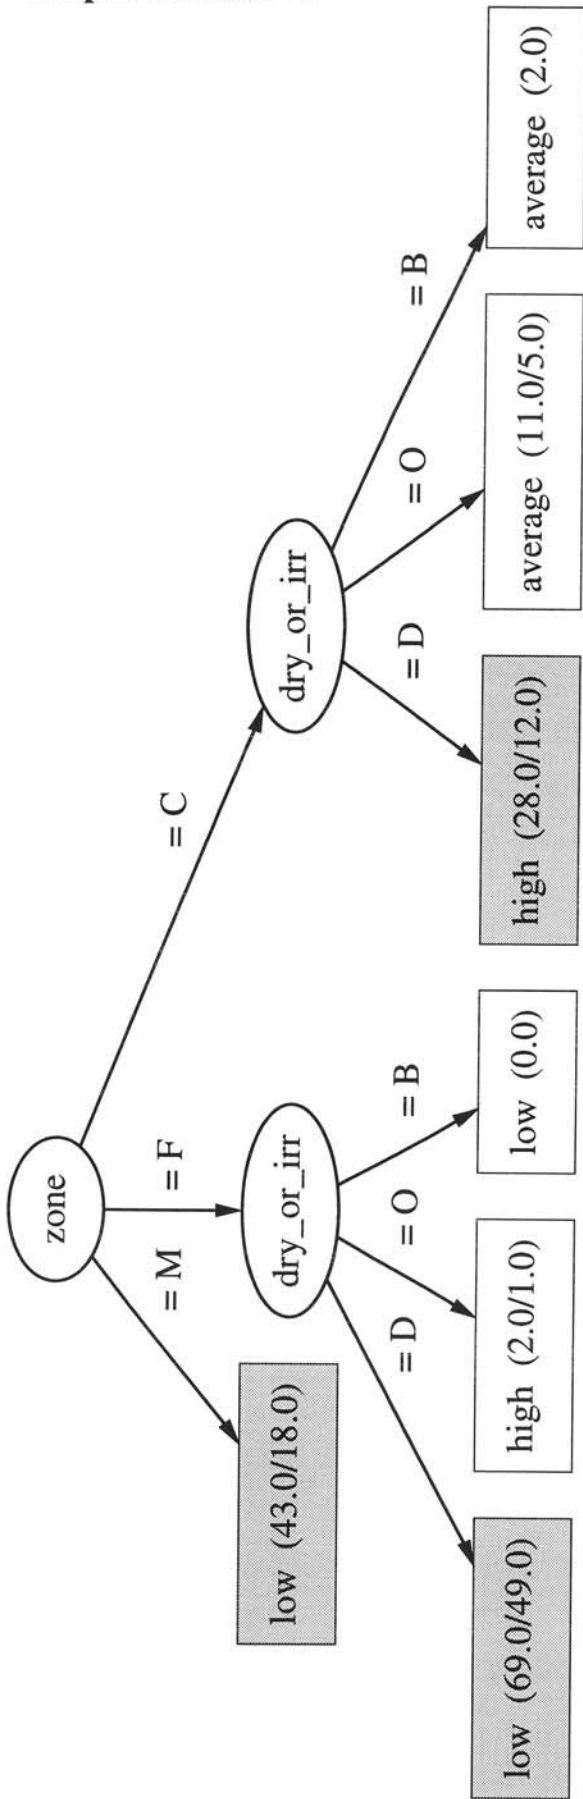 zone
= M
= F
= C
low (43.0/18.0)
dry_or_irr
dry_or_irr
= D
= O
= B
= D
= O
= B
low (69.0/49.0)
high (2.0/1.0)
low (0.0)
high (28.0/12.0)
average (11.0/5.0)
average (2.0)